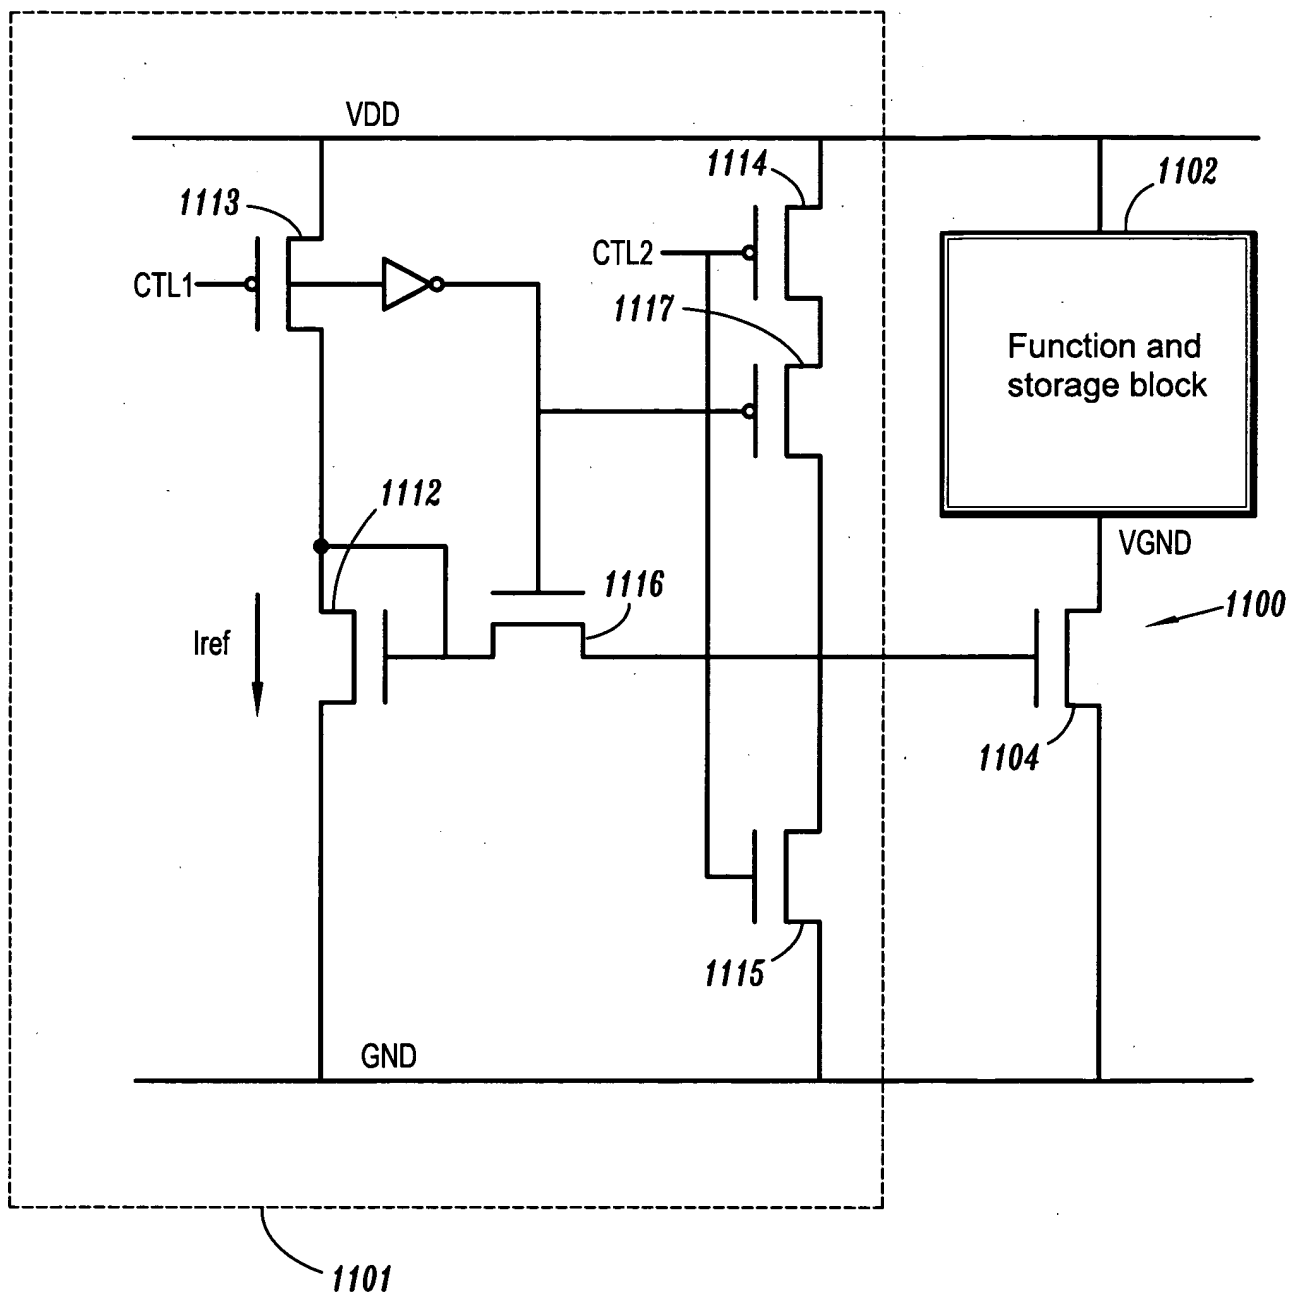 VDD
1114
1102
1113
CTL2
CTL1
1117
Function and
storage block
1112
VGND
1116
1100
Iref
1104
1115
GND
1101